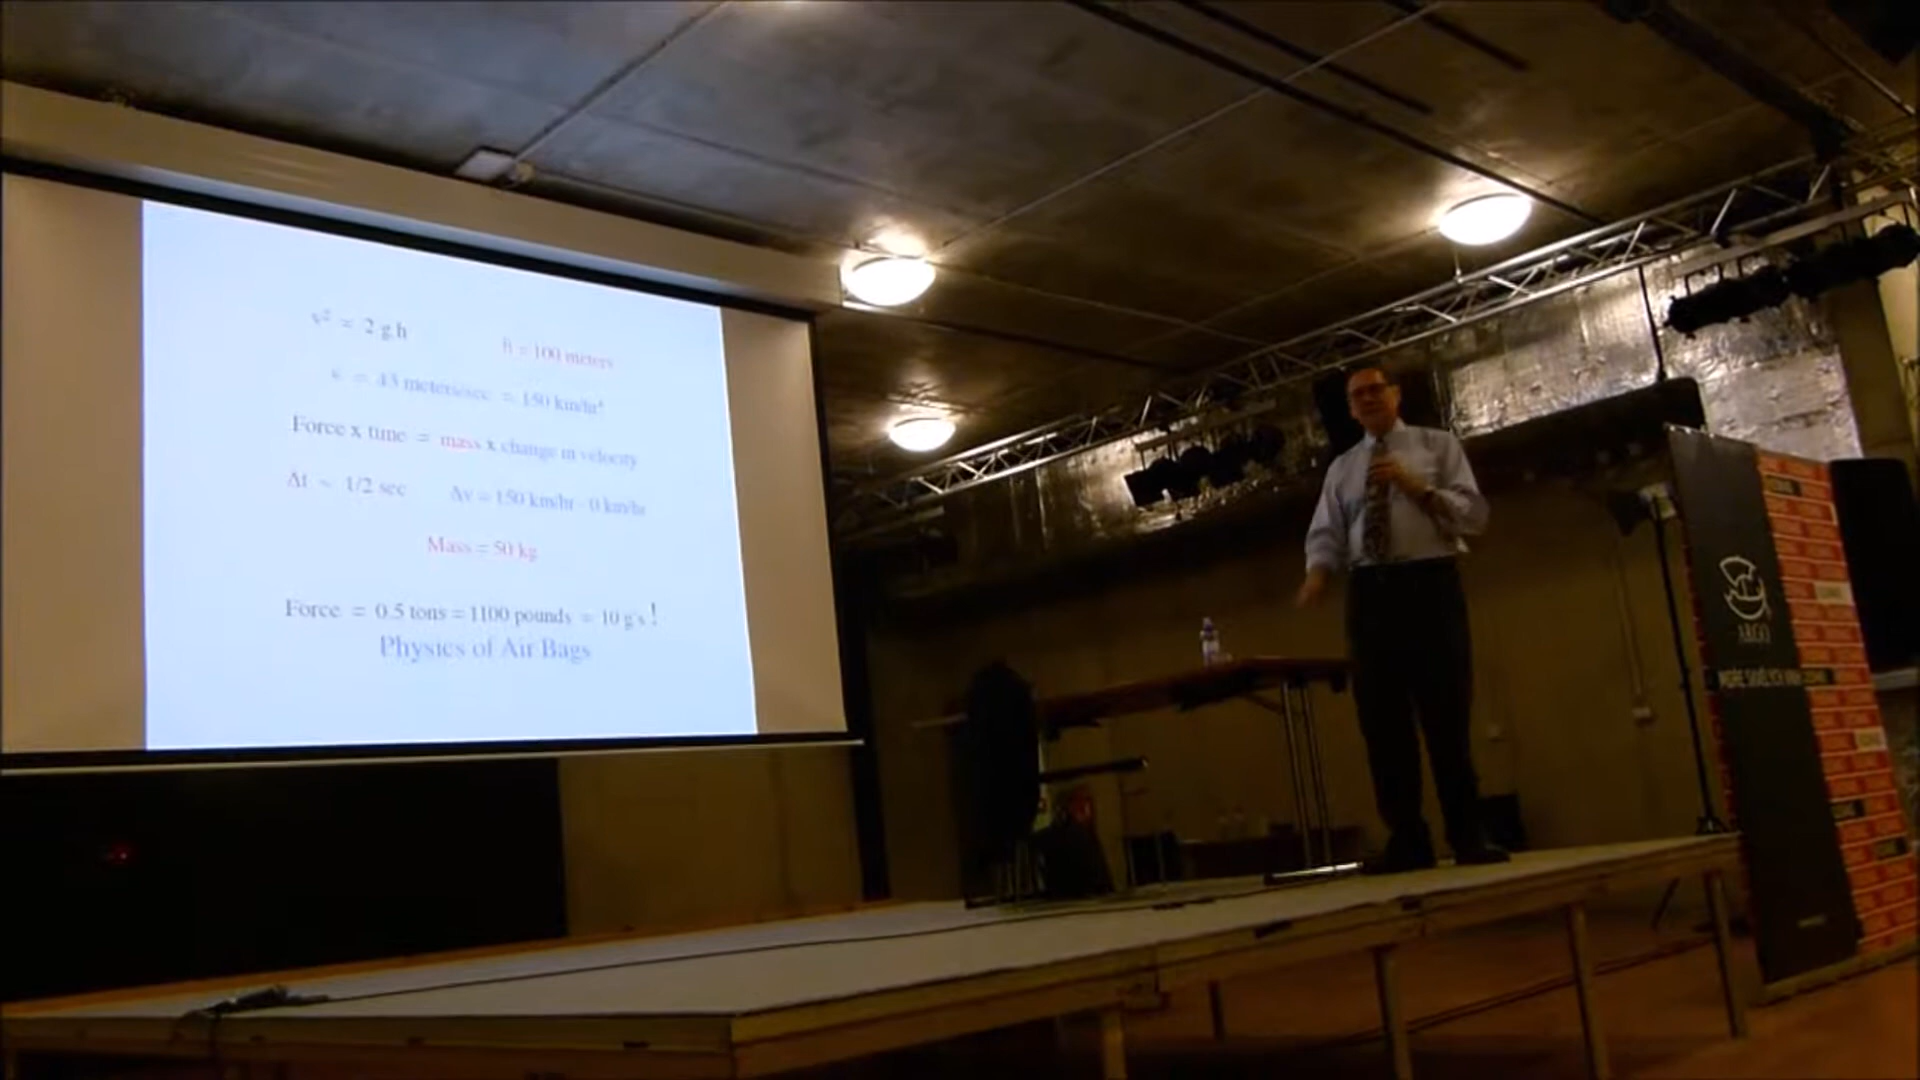 v² = 2 g h
h = 100 meters
v = 43 meters/sec = 150 km/hr
Force x time = mass x change in velocity
Δt ~ 1/2 sec Δv = 150 km/hr - 0 km/hr
Mass = 50 kg
Force = 0.5 tons = 1100 pounds = 10 g's !
Physics of Air Bags
ARGO